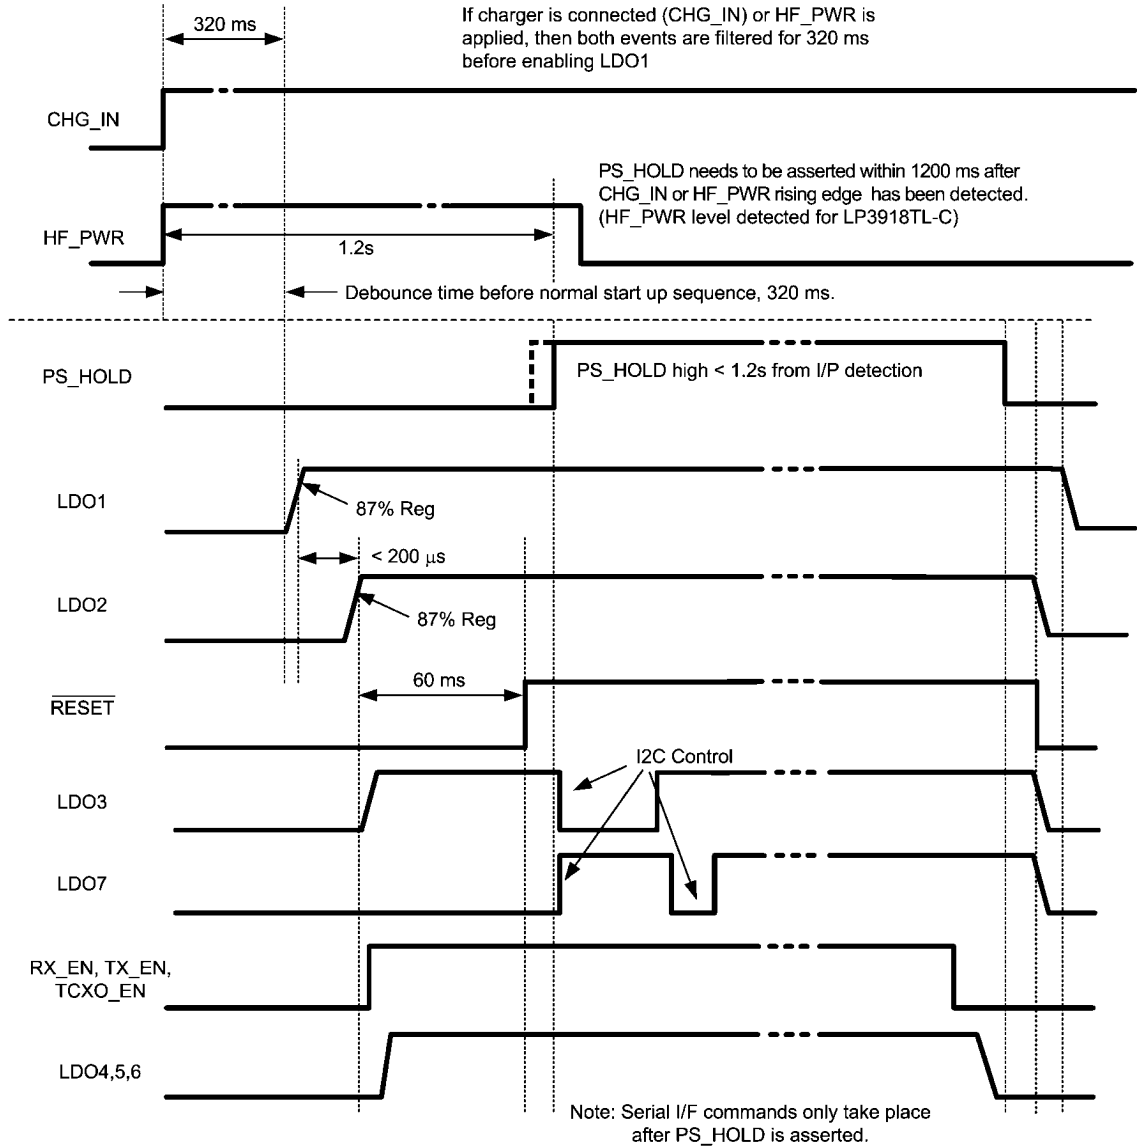 320 ms
If charger is connected (CHG_IN) or HF_PWR is
applied, then both events are filtered for 320 ms
before enabling LDO1
CHG_IN
PS_HOLD needs to be asserted within 1200 ms after
CHG_IN or HF_PWR rising edge has been detected.
(HF_PWR level detected for LP3918TL-C)
HF_PWR
1.2s
Debounce time before normal start up sequence, 320 ms.
PS_HOLD
PS_HOLD high < 1.2s from I/P detection
LDO1
87% Reg
< 200 μs
LDO2
87% Reg
60 ms
RESET
I2C Control
LDO3
LDO7
RX_EN, TX_EN,
TCXO_EN
LDO4,5,6
Note: Serial I/F commands only take place
after PS_HOLD is asserted.